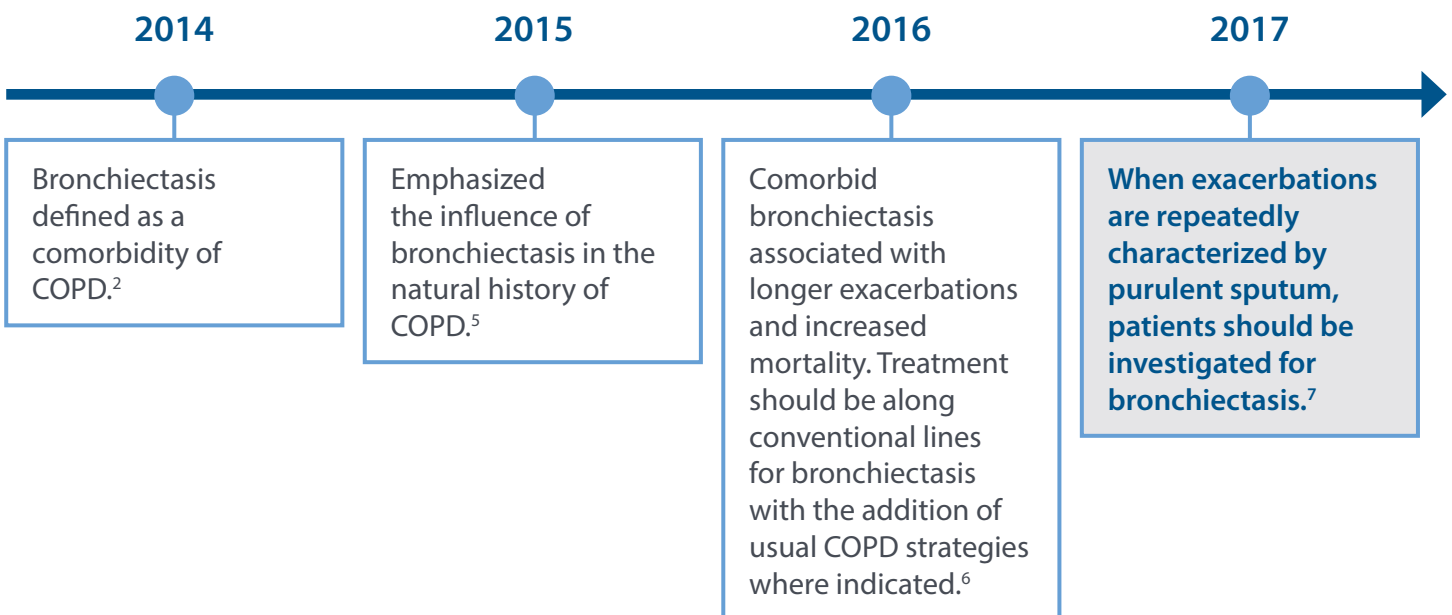 2014
Bronchiectasis
defined as a
comorbidity of
COPD.²
2015
Emphasized
the influence of
bronchiectasis in the
natural history of
COPD.⁵
2016
Comorbid
bronchiectasis
associated with
longer exacerbations
and increased
mortality. Treatment
should be along
conventional lines
for bronchiectasis
with the addition of
usual COPD strategies
where indicated.⁶
2017
When exacerbations
are repeatedly
characterized by
purulent sputum,
patients should be
investigated for
bronchiectasis.⁷